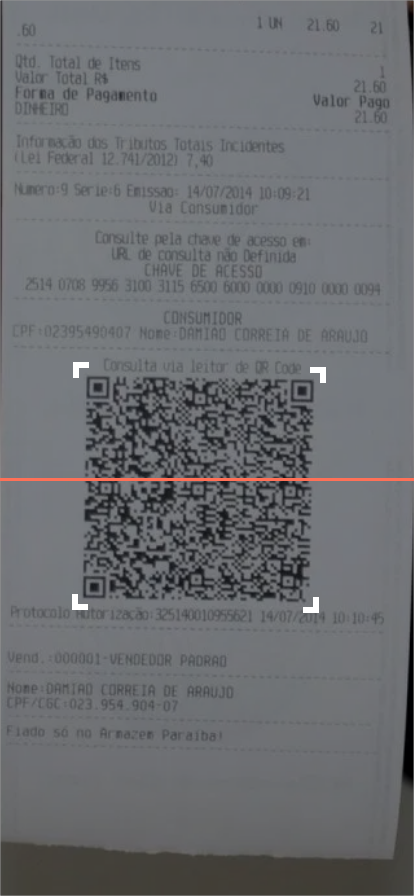 .60 1 UN 21.60 21
Qtd. Total de Itens 1
Valor Total R$ 21.60
Forma de Pagamento Valor Pago
DINHEIRO 21.60
Informacão dos Tributos Totais Incidentes
(Lei Federal 12.741/2012) 7,40
Numero:9 Serie:6 Emissao: 14/07/2014 10:09:21
Via Consumidor
Consulte pela chave de acesso em:
URL de consulta não Definida
CHAVE DE ACESSO
2514 0708 9956 3100 3115 6500 6000 0000 0910 0000 0094
CONSUMIDOR
CPF:02395490407 Nome:DAMIAO CORREIA DE ARAUJO
Consulta via leitor de QR Code
Protocolo Autorização:325140010955621 14/07/2014 10:10:45
Vend.:000001-VENDEDOR PADRAO
Nome:DAMIAO CORREIA DE ARAUJO
CPF/CGC:023.954.904-07
Fiado só no Armazem Paraiba!